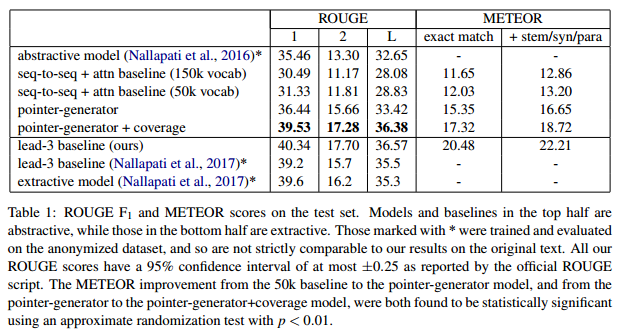 ROUGE METEOR
1 2 L exact match + stem/syn/para
abstractive model (Nallapati et al., 2016)* 35.46 13.30 32.65 - -
seq-to-seq + attn baseline (150k vocab) 30.49 11.17 28.08 11.65 12.86
seq-to-seq + attn baseline (50k vocab) 31.33 11.81 28.83 12.03 13.20
pointer-generator 36.44 15.66 33.42 15.35 16.65
pointer-generator + coverage 39.53 17.28 36.38 17.32 18.72
lead-3 baseline (ours) 40.34 17.70 36.57 20.48 22.21
lead-3 baseline (Nallapati et al., 2017)* 39.2 15.7 35.5 - -
extractive model (Nallapati et al., 2017)* 39.6 16.2 35.3 - -
Table 1: ROUGE F1 and METEOR scores on the test set. Models and baselines in the top half are
abstractive, while those in the bottom half are extractive. Those marked with * were trained and evaluated
on the anonymized dataset, and so are not strictly comparable to our results on the original text. All our
ROUGE scores have a 95% confidence interval of at most ±0.25 as reported by the official ROUGE
script. The METEOR improvement from the 50k baseline to the pointer-generator model, and from the
pointer-generator to the pointer-generator+coverage model, were both found to be statistically significant
using an approximate randomization test with p < 0.01.